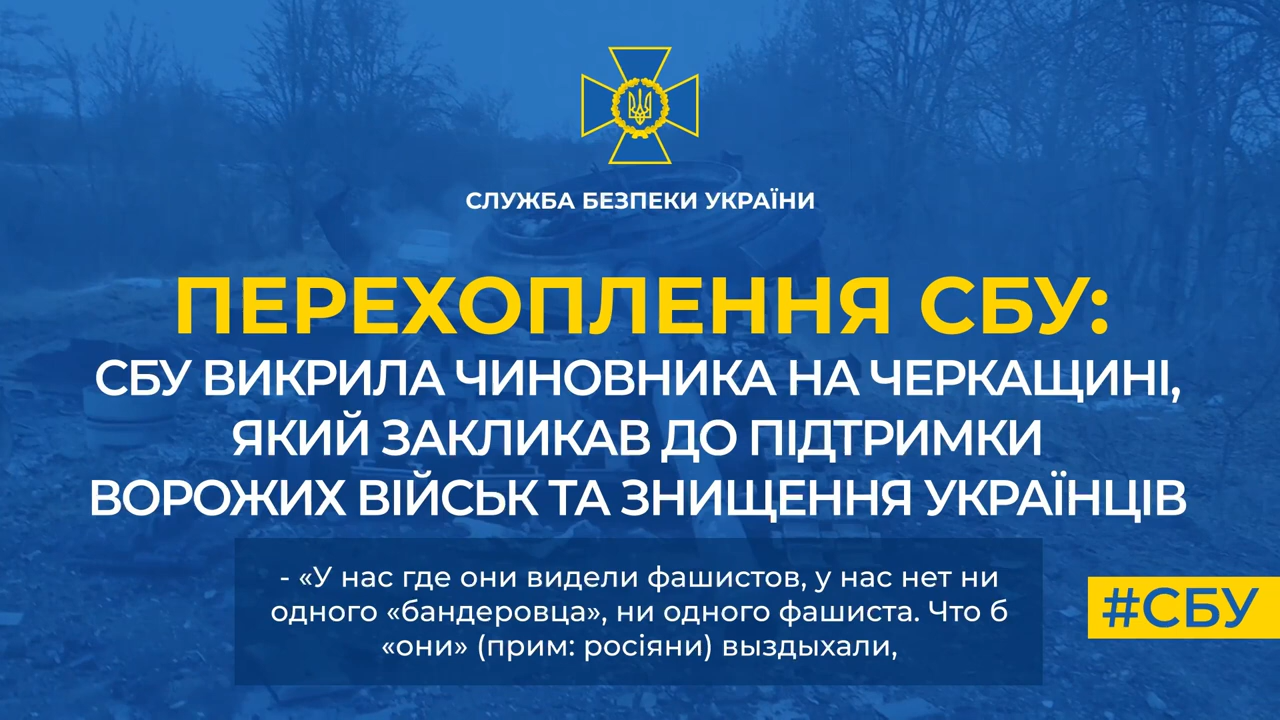 СЛУЖБА БЕЗПЕКИ УКРАЇНИ
ПЕРЕХОПЛЕННЯ СБУ:
СБУ ВИКРИЛА ЧИНОВНИКА НА ЧЕРКАЩИНІ,
ЯКИЙ ЗАКЛИКАВ ДО ПІДТРИМКИ
ВОРОЖИХ ВІЙСЬК ТА ЗНИЩЕННЯ УКРАЇНЦІВ
- «У нас где они видели фашистов, у нас нет ни
одного «бандеровца», ни одного фашиста. Что б
«они» (прим: росіяни) выздыхали,
#СБУ